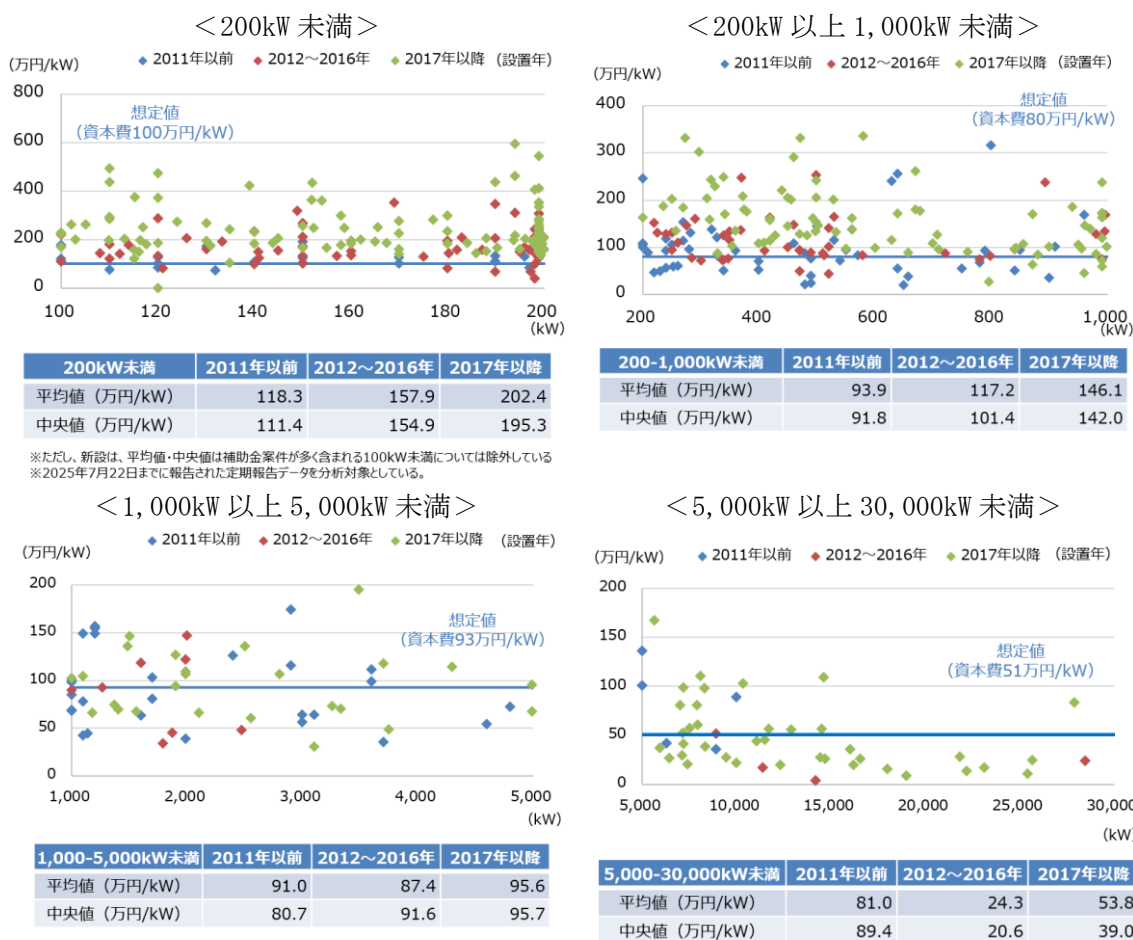 ＜200kW 未満＞
(万円/kW)
2011年以前 2012～2016年 2017年以降 (設置年)
想定値
(資本費100万円/kW)
800
600
400
200
0
100 120 140 160 180 200
(kW)
200kW未満 2011年以前 2012～2016年 2017年以降
平均値（万円/kW） 118.3 157.9 202.4
中央値（万円/kW） 111.4 154.9 195.3
※ただし、新設は、平均値・中央値は補助金案件が多く含まれる100kW未満については除外している
※2025年7月22日までに報告された定期報告データを分析対象としている。
＜200kW 以上 1,000kW 未満＞
(万円/kW)
2011年以前 2012～2016年 2017年以降 (設置年)
想定値
(資本費80万円/kW)
400
300
200
100
0
200 400 600 800 1,000
(kW)
200-1,000kW未満 2011年以前 2012～2016年 2017年以降
平均値（万円/kW） 93.9 117.2 146.1
中央値（万円/kW） 91.8 101.4 142.0
＜1,000kW 以上 5,000kW 未満＞
(万円/kW)
2011年以前 2012～2016年 2017年以降 (設置年)
想定値
(資本費93万円/kW)
200
150
100
50
0
1,000 2,000 3,000 4,000 5,000
(kW)
1,000-5,000kW未満 2011年以前 2012～2016年 2017年以降
平均値（万円/kW） 91.0 87.4 95.6
中央値（万円/kW） 80.7 91.6 95.7
＜5,000kW 以上 30,000kW 未満＞
(万円/kW)
2011年以前 2012～2016年 2017年以降 (設置年)
想定値
(資本費51万円/kW)
200
150
100
50
0
5,000 10,000 15,000 20,000 25,000 30,000
(kW)
5,000-30,000kW未満 2011年以前 2012～2016年 2017年以降
平均値（万円/kW） 81.0 24.3 53.8
中央値（万円/kW） 89.4 20.6 39.0